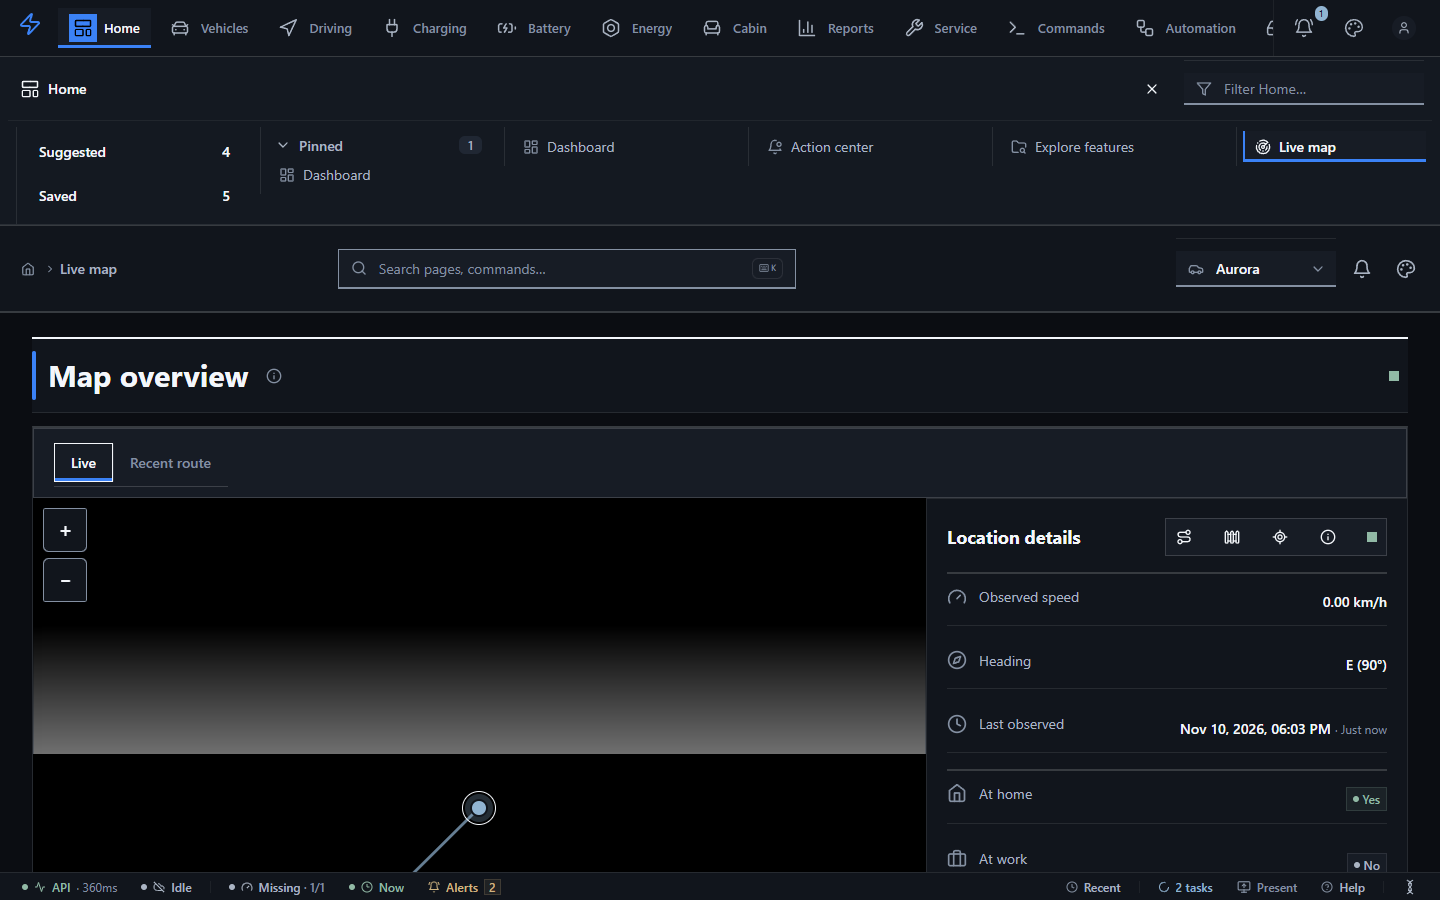 Home
Vehicles
Driving
Charging
Battery
Energy
Cabin
Reports
Service
Commands
Automation
1
Home
Filter Home...
Suggested 4
Saved 5
Pinned 1
Dashboard
Dashboard
Action center
Explore features
Live map
Live map
Search pages, commands...
K
Aurora
Map overview
Live
Recent route
+
−
Location details
Observed speed
0.00 km/h
Heading
E (90°)
Last observed
Nov 10, 2026, 06:03 PM · Just now
At home
Yes
At work
No
API · 360ms
Idle
Missing · 1/1
Now
Alerts 2
Recent
2 tasks
Present
Help